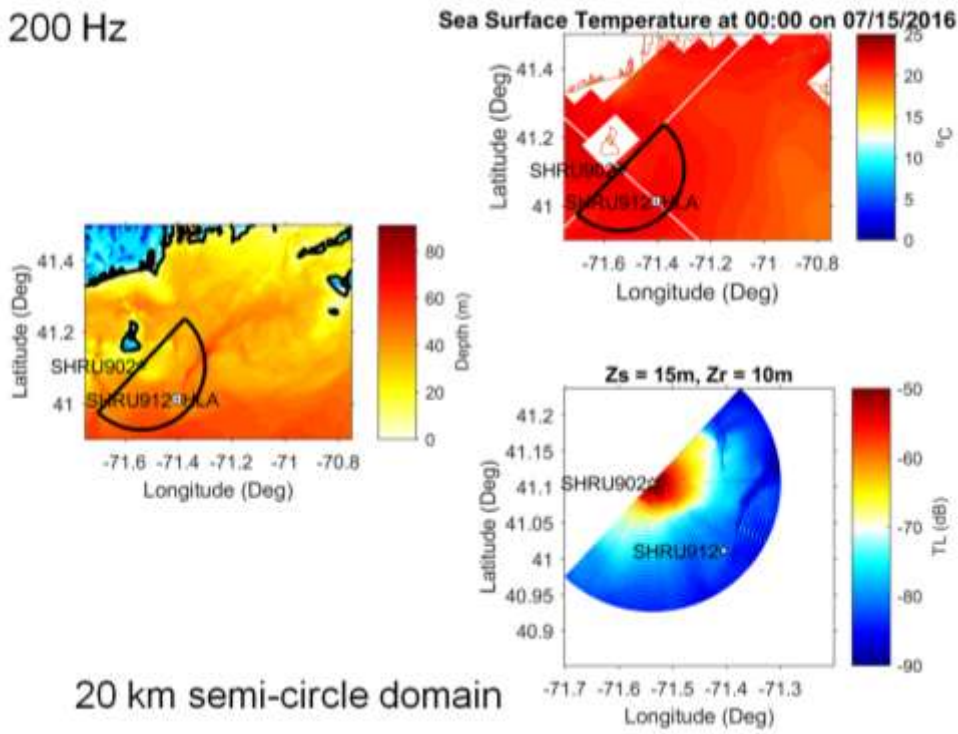 200 Hz
Sea Surface Temperature at 00:00 on 07/15/2016
41.4
41.2
41
Latitude (Deg)
SHRU902
SHRU912 HLA
-71.6 -71.4 -71.2 -71 -70.8
Longitude (Deg)
25
20
15
10
5
0
°C
41.4
41.2
41
Latitude (Deg)
SHRU902
SHRU912 HLA
-71.6 -71.4 -71.2 -71 -70.8
Longitude (Deg)
80
60
40
20
0
Depth (m)
Zs = 15m, Zr = 10m
41.2
41.15
41.1
41.05
41
40.95
40.9
Latitude (Deg)
SHRU902
SHRU912
-71.7 -71.6 -71.5 -71.4 -71.3
Longitude (Deg)
-50
-60
-70
-80
-90
TL (dB)
20 km semi-circle domain